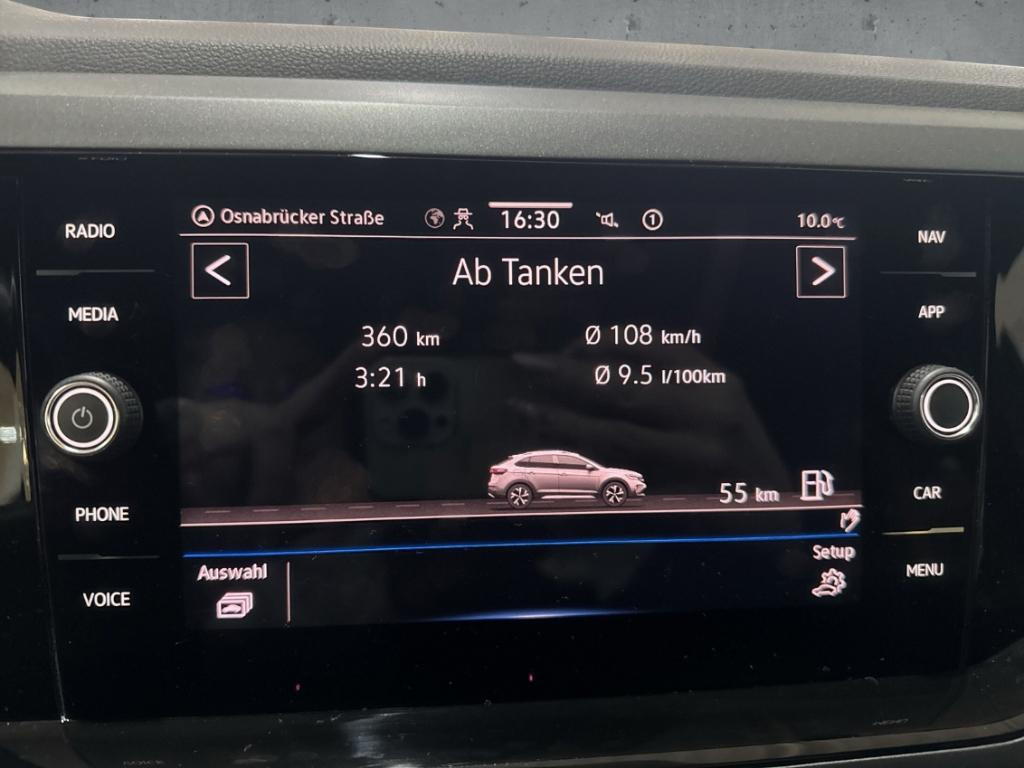 RADIO
MEDIA
PHONE
VOICE
Osnabrücker Straße 16:30 1 10.0°C
Ab Tanken
360 km Ø 108 km/h
3:21 h Ø 9.5 l/100km
55 km
Auswahl
Setup
NAV
APP
CAR
MENU